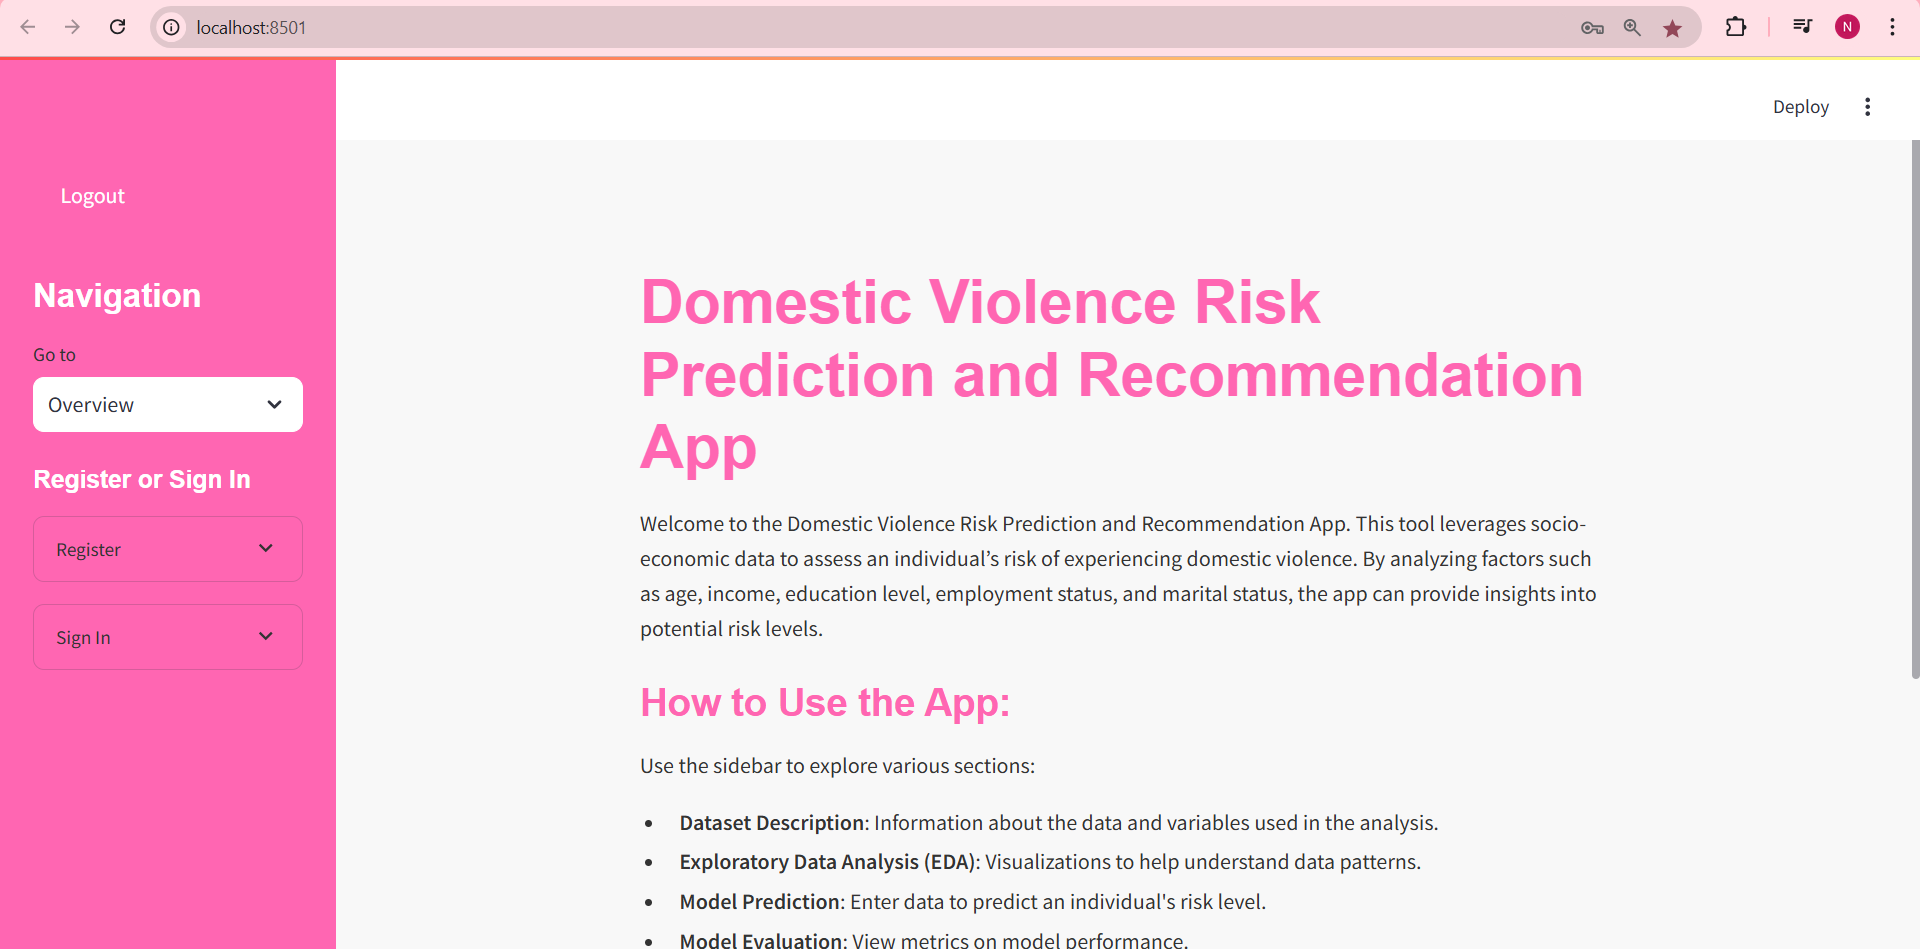 localhost:8501
N
Deploy
Logout
Navigation
Go to
Overview
Register or Sign In
Register
Sign In
Domestic Violence Risk
Prediction and Recommendation
App
Welcome to the Domestic Violence Risk Prediction and Recommendation App. This tool leverages socio-
economic data to assess an individual’s risk of experiencing domestic violence. By analyzing factors such
as age, income, education level, employment status, and marital status, the app can provide insights into
potential risk levels.
How to Use the App:
Use the sidebar to explore various sections:
• Dataset Description: Information about the data and variables used in the analysis.
• Exploratory Data Analysis (EDA): Visualizations to help understand data patterns.
• Model Prediction: Enter data to predict an individual's risk level.
• Model Evaluation: View metrics on model performance.